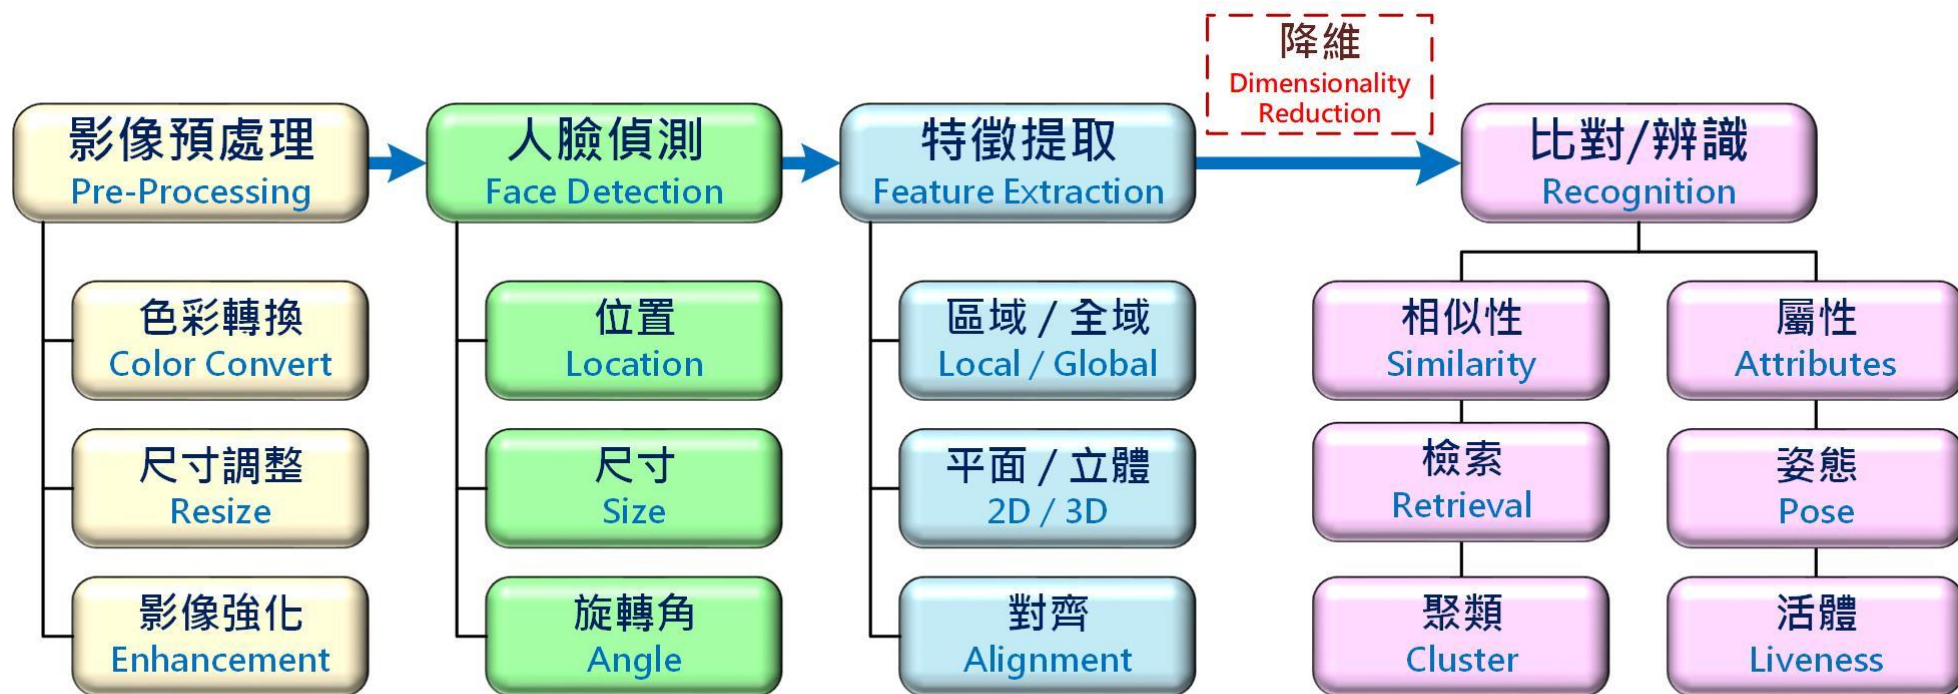 降維
Dimensionality
Reduction
影像預處理
Pre-Processing
人臉偵測
Face Detection
特徵提取
Feature Extraction
比對/辨識
Recognition
色彩轉換
Color Convert
尺寸調整
Resize
影像強化
Enhancement
位置
Location
尺寸
Size
旋轉角
Angle
區域 / 全域
Local / Global
平面 / 立體
2D / 3D
對齊
Alignment
相似性
Similarity
檢索
Retrieval
聚類
Cluster
屬性
Attributes
姿態
Pose
活體
Liveness